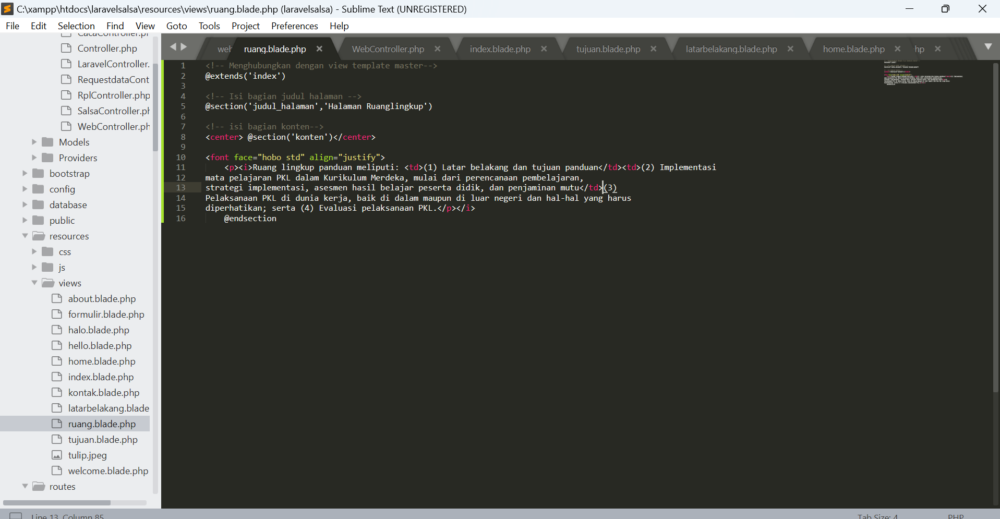 C:\xampp\htdocs\laravelsalsa\resources\views\ruang.blade.php (laravelsalsa) - Sublime Text (UNREGISTERED)
File Edit Selection Find View Goto Tools Project Preferences Help
Controller.php
LaravelController.
RequestdataCont
RplController.php
SalsaController.ph
WebController.ph
Models
Providers
bootstrap
config
database
public
resources
css
js
views
about.blade.php
formulir.blade.php
halo.blade.php
hello.blade.php
home.blade.php
index.blade.php
kontak.blade.php
latarbelakang.blade
ruang.blade.php
tujuan.blade.php
tulip.jpeg
welcome.blade.php
routes
web ruang.blade.php WebController.php index.blade.php tujuan.blade.php latarbelakang.blade.php home.blade.php hp
1 <!-- Menghubungkan dengan view template master-->
2 @extends('index')
3
4 <!-- Isi bagian judul halaman -->
5 @section('judul_halaman','Halaman Ruanglingkup')
6
7 <!-- isi bagian konten-->
8 <center> @section('konten')</center>
9
10 <font face="hobo std" align="justify">
11 <p><i>Ruang lingkup panduan meliputi: <td>(1) Latar belakang dan tujuan panduan</td><td>(2) Implementasi
12 mata pelajaran PKL dalam Kurikulum Merdeka, mulai dari perencanaan pembelajaran,
13 strategi implementasi, asesmen hasil belajar peserta didik, dan penjaminan mutu</td>(3)
14 Pelaksanaan PKL di dunia kerja, baik di dalam maupun di luar negeri dan hal-hal yang harus
15 diperhatikan; serta (4) Evaluasi pelaksanaan PKL.</p></i>
16 @endsection
Line 13, Column 85 Tab Size: 4 PHP